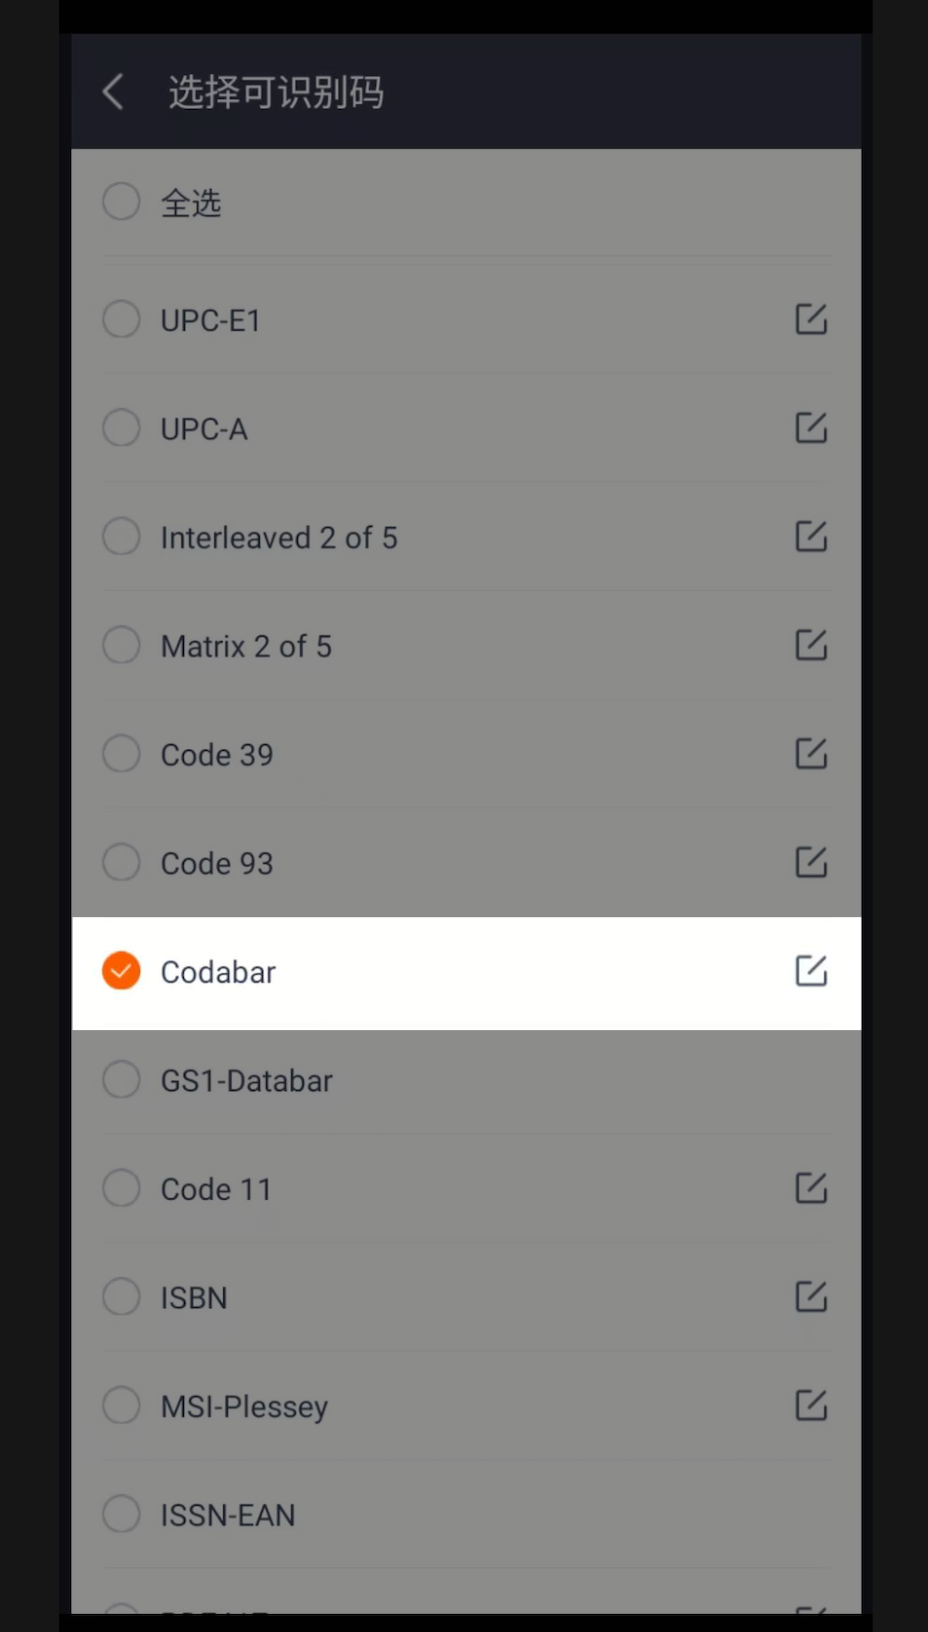 选择可识别码
全选
UPC-E1
UPC-A
Interleaved 2 of 5
Matrix 2 of 5
Code 39
Code 93
Codabar
GS1-Databar
Code 11
ISBN
MSI-Plessey
ISSN-EAN